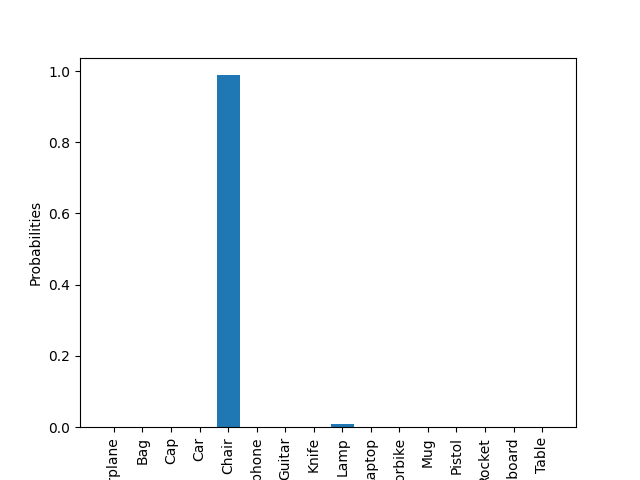 1.0
0.8
0.6
0.4
0.2
0.0
Probabilities
rplane
Bag
Cap
Car
Chair
phone
Guitar
Knife
Lamp
aptop
orbike
Mug
Pistol
Rocket
board
Table